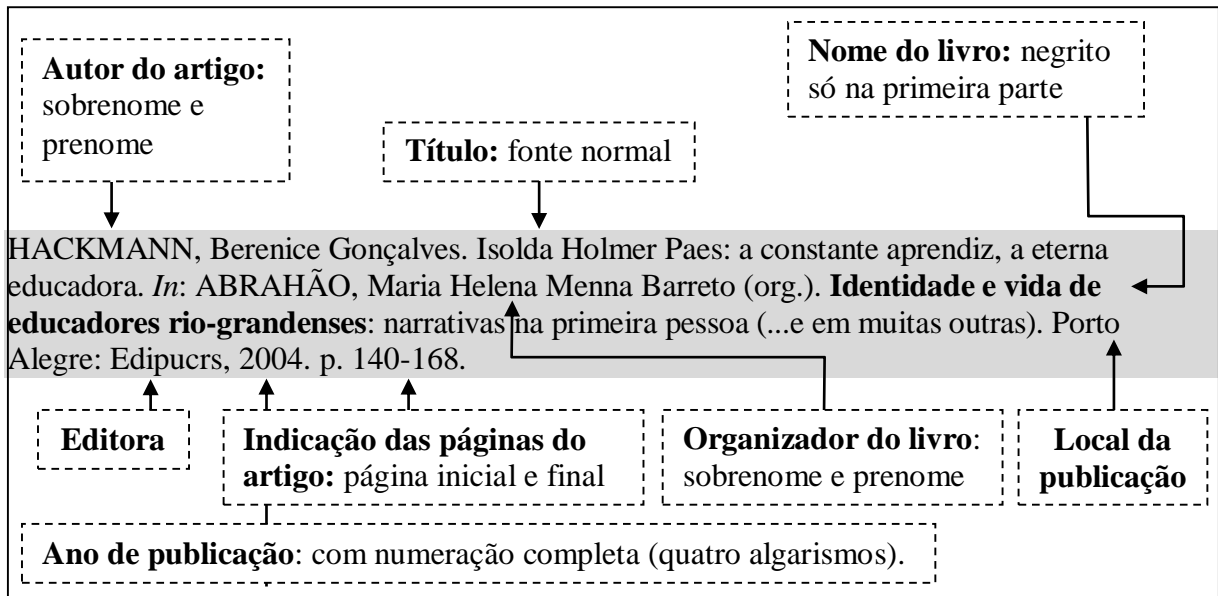 Autor do artigo:
sobrenome e
prenome
Título: fonte normal
Nome do livro: negrito
só na primeira parte
HACKMANN, Berenice Gonçalves. Isolda Holmer Paes: a constante aprendiz, a eterna
educadora. In: ABRAHÃO, Maria Helena Menna Barreto (org.). Identidade e vida de
educadores rio-grandenses: narrativas na primeira pessoa (...e em muitas outras). Porto
Alegre: Edipucrs, 2004. p. 140-168.
Editora
Indicação das páginas do
artigo: página inicial e final
Organizador do livro:
sobrenome e prenome
Local da
publicação
Ano de publicação: com numeração completa (quatro algarismos).